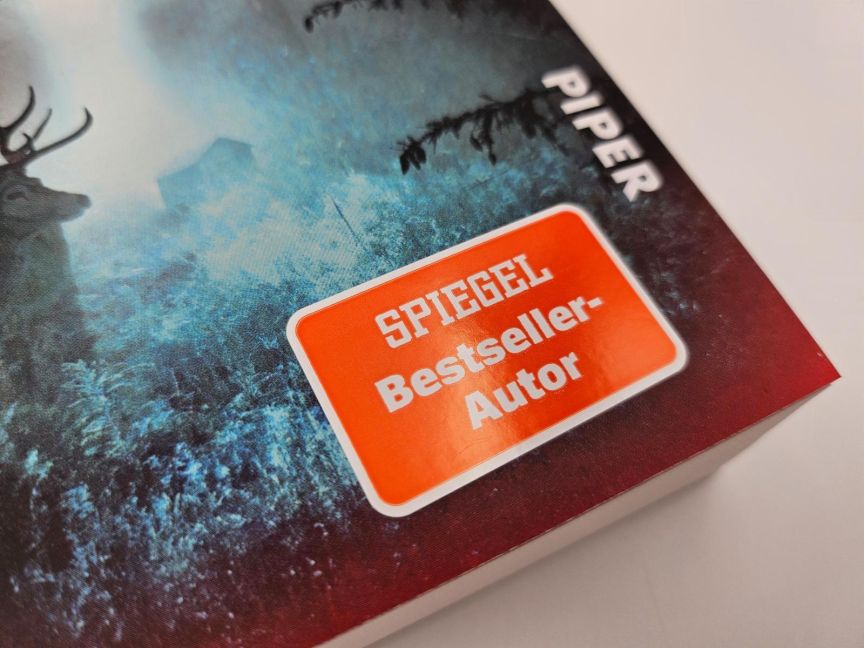 PIPER
SPIEGEL
Bestseller-
Autor